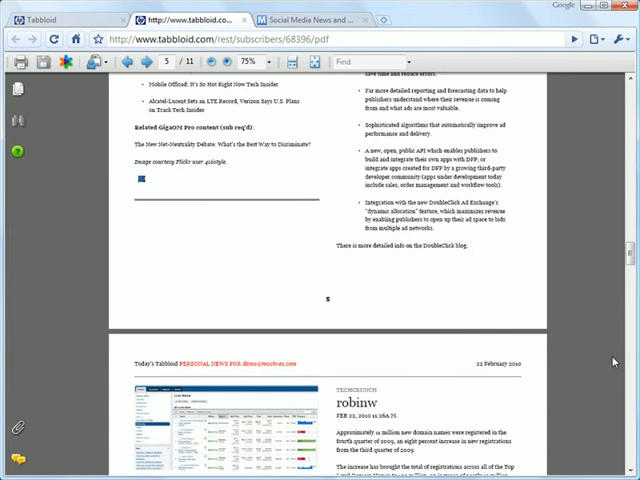 Google
Tabbloid
http://www.tabbloid.co...
Social Media News and ...
http://www.tabbloid.com/rest/subscribers/68396/pdf
5 / 11
75%
Find
Mobile Offload: It's So Hot Right Now Tech Insider
Alcatel-Lucent Sets an LTE Record, Verizon Says U.S. Plans
on Track Tech Insider
Related GigaOM Pro content (sub req'd):
The New Net-Neutrality Debate: What's the Best Way to Discriminate?
Image courtesy Flickr user
save time and reduce errors.
Far more detailed reporting and forecasting data to help
publishers understand where their revenue is coming
from and what ads are most valuable.
Sophisticated algorithms that automatically improve ad
performance and delivery.
A new, open, public API which enables publishers to
build and integrate their own apps with DFP, or
integrate apps created for DFP by a growing third-party
developer community (apps under development today
include sales, order management and workflow tools).
Integration with the new DoubleClick Ad Exchange's
"dynamic allocation" feature, which maximizes revenue
by enabling publishers to open up their ad space to bids
from multiple ad networks.
There is more detailed info on the DoubleClick blog.
5
Today's Tabbloid PERSONAL NEWS FOR demo@moshras.com
22 February 2010
TECHCRUNCH
robinw
FEB 22, 2010 11:26A.M.
Approximately 11 million new domain names were registered in the
fourth quarter of 2009, an eight percent increase in new registrations
from the third quarter of 2009.
The increase has brought the total of registrations across all of the Top